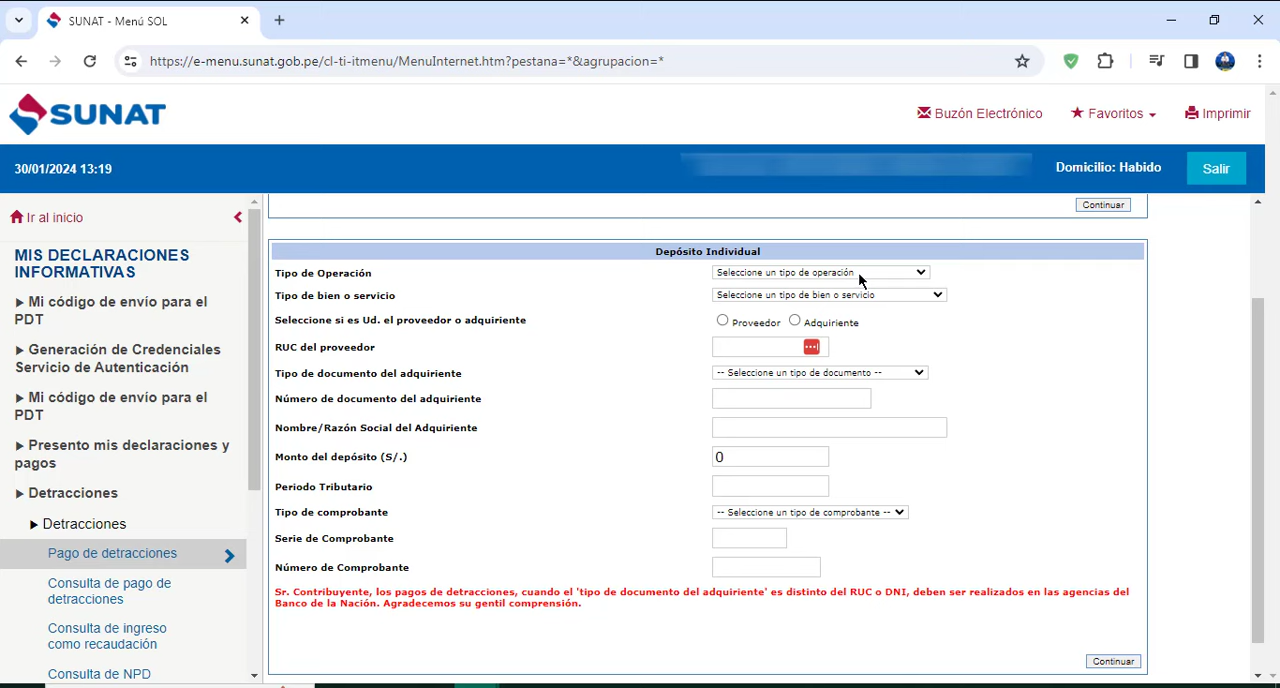 SUNAT - Menú SOL
https://e-menu.sunat.gob.pe/cl-ti-itmenu/MenuInternet.htm?pestana=*&agrupacion=*
SUNAT
Buzón Electrónico
Favoritos
Imprimir
30/01/2024 13:19
Domicilio: Habido
Salir
Ir al inicio
MIS DECLARACIONES
INFORMATIVAS
Mi código de envío para el
PDT
Generación de Credenciales
Servicio de Autenticación
Mi código de envío para el
PDT
Presento mis declaraciones y
pagos
Detracciones
Detracciones
Pago de detracciones
Consulta de pago de
detracciones
Consulta de ingreso
como recaudación
Consulta de NPD
Continuar
Depósito Individual
Tipo de Operación
Seleccione un tipo de operación
Tipo de bien o servicio
Seleccione un tipo de bien o servicio
Seleccione si es Ud. el proveedor o adquiriente
Proveedor Adquiriente
RUC del proveedor
Tipo de documento del adquiriente
-- Seleccione un tipo de documento --
Número de documento del adquiriente
Nombre/Razón Social del Adquiriente
Monto del depósito (S/.)
0
Periodo Tributario
Tipo de comprobante
-- Seleccione un tipo de comprobante --
Serie de Comprobante
Número de Comprobante
Sr. Contribuyente, los pagos de detracciones, cuando el 'tipo de documento del adquiriente' es distinto del RUC o DNI, deben ser realizados en las agencias del
Banco de la Nación. Agradecemos su gentil comprensión.
Continuar